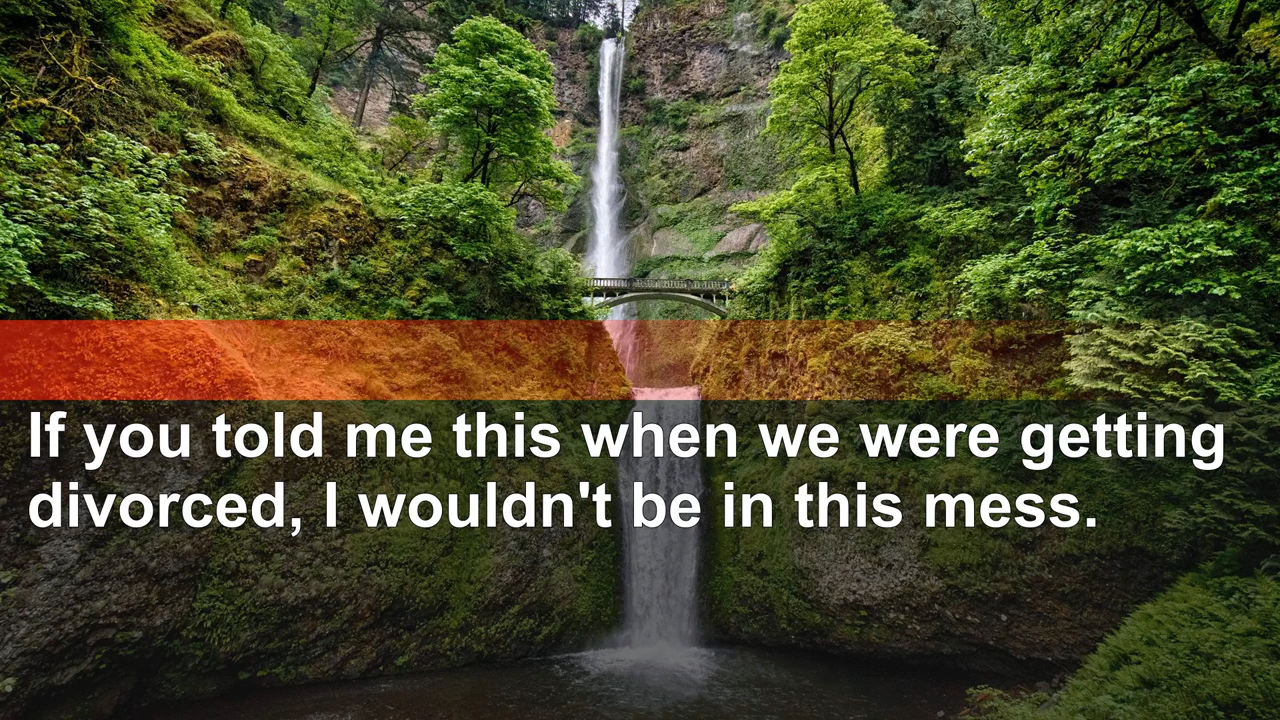 If you told me this when we were getting
divorced, I wouldn't be in this mess.